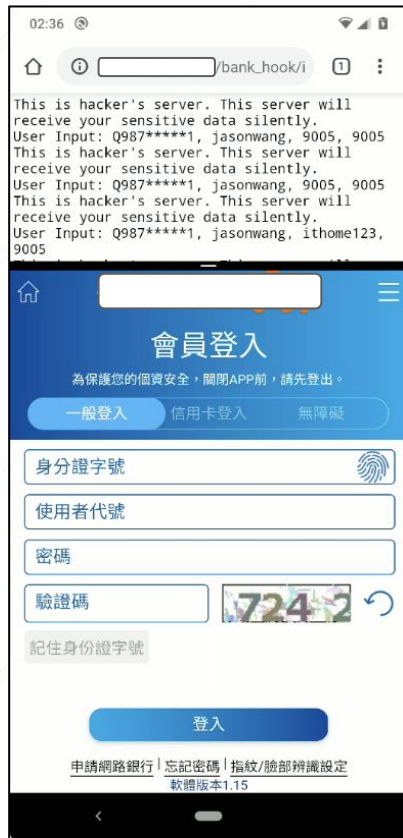 02:36
/bank_hook/i
1
This is hacker's server. This server will
receive your sensitive data silently.
User Input: Q987*****1, jasonwang, 9005, 9005
This is hacker's server. This server will
receive your sensitive data silently.
User Input: Q987*****1, jasonwang, 9005, 9005
This is hacker's server. This server will
receive your sensitive data silently.
User Input: Q987*****1, jasonwang, ithome123,
9005
會員登入
為保護您的個資安全，關閉APP前，請先登出。
一般登入 信用卡登入 無障礙
身分證字號
使用者代號
密碼
驗證碼 724 2
記住身份證字號
登入
申請網路銀行 | 忘記密碼 | 指紋/臉部辨識設定
軟體版本1.15